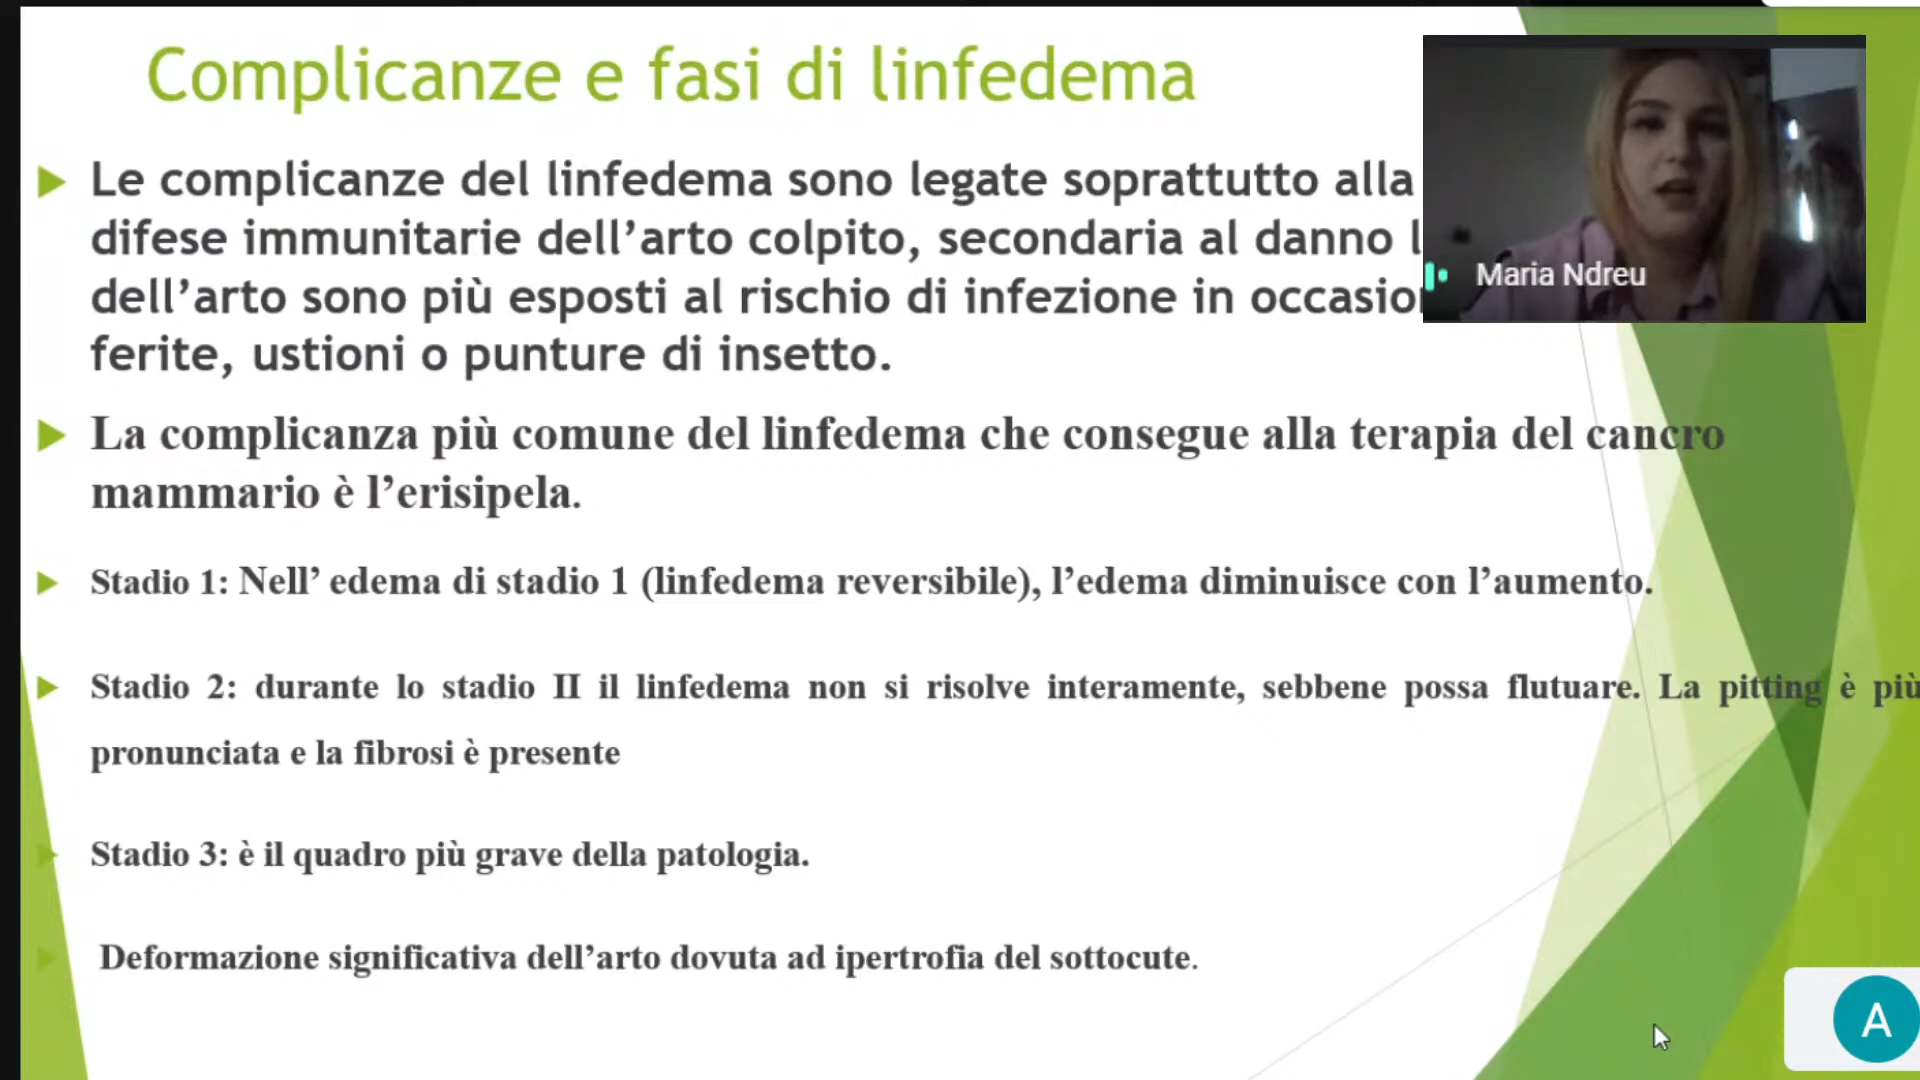 Complicanze e fasi di linfedema
Le complicanze del linfedema sono legate soprattutto alla
difese immunitarie dell’arto colpito, secondaria al danno l
dell’arto sono più esposti al rischio di infezione in occasion
ferite, ustioni o punture di insetto.
Maria Ndreu
La complicanza più comune del linfedema che consegue alla terapia del cancro
mammario è l’erisipela.
Stadio 1: Nell’ edema di stadio 1 (linfedema reversibile), l’edema diminuisce con l’aumento.
Stadio 2: durante lo stadio II il linfedema non si risolve interamente, sebbene possa flutuare. La pitting è più
pronunciata e la fibrosi è presente
Stadio 3: è il quadro più grave della patologia.
Deformazione significativa dell’arto dovuta ad ipertrofia del sottocute.
A